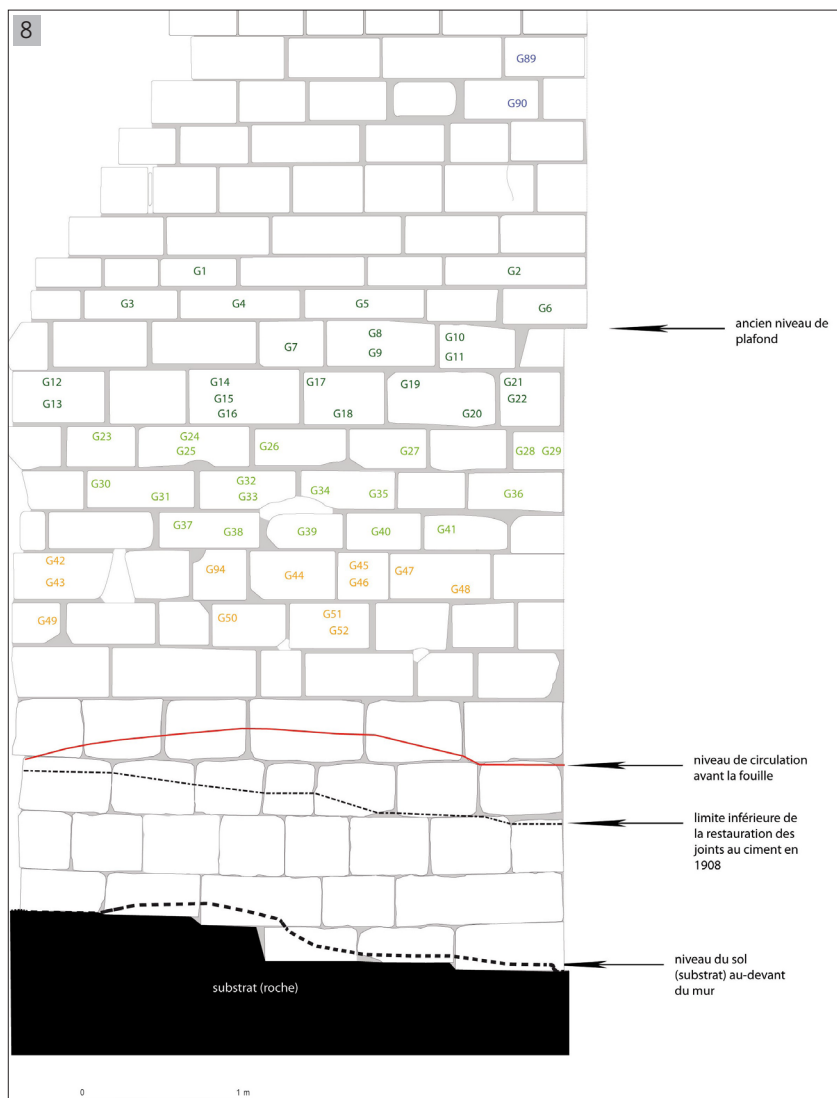 8
G89
G90
G1 G2
G3 G4 G5 G6
ancien niveau de
plafond
G7 G8 G10
G9 G11
G12 G14 G17 G19 G21
G13 G15 G22
G16 G18 G20
G23 G24 G26 G27 G28 G29
G25
G30 G32 G34 G35 G36
G31 G33
G37 G38 G39 G40 G41
G42 G94 G44 G45 G47
G43 G46 G48
G49 G50 G51
G52
niveau de circulation
avant la fouille
limite inférieure de
la restauration des
joints au ciment en
1908
niveau du sol
(substrat) au-devant
du mur
substrat (roche)
0 1 m